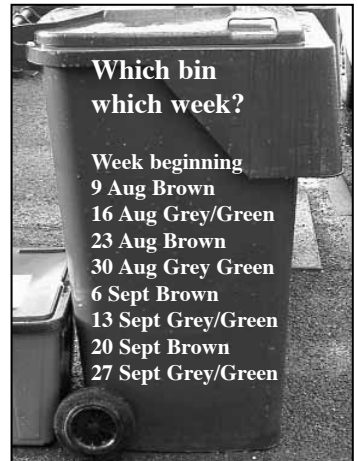 Which bin
which week?
Week beginning
9 Aug Brown
16 Aug Grey/Green
23 Aug Brown
30 Aug Grey Green
6 Sept Brown
13 Sept Grey/Green
20 Sept Brown
27 Sept Grey/Green